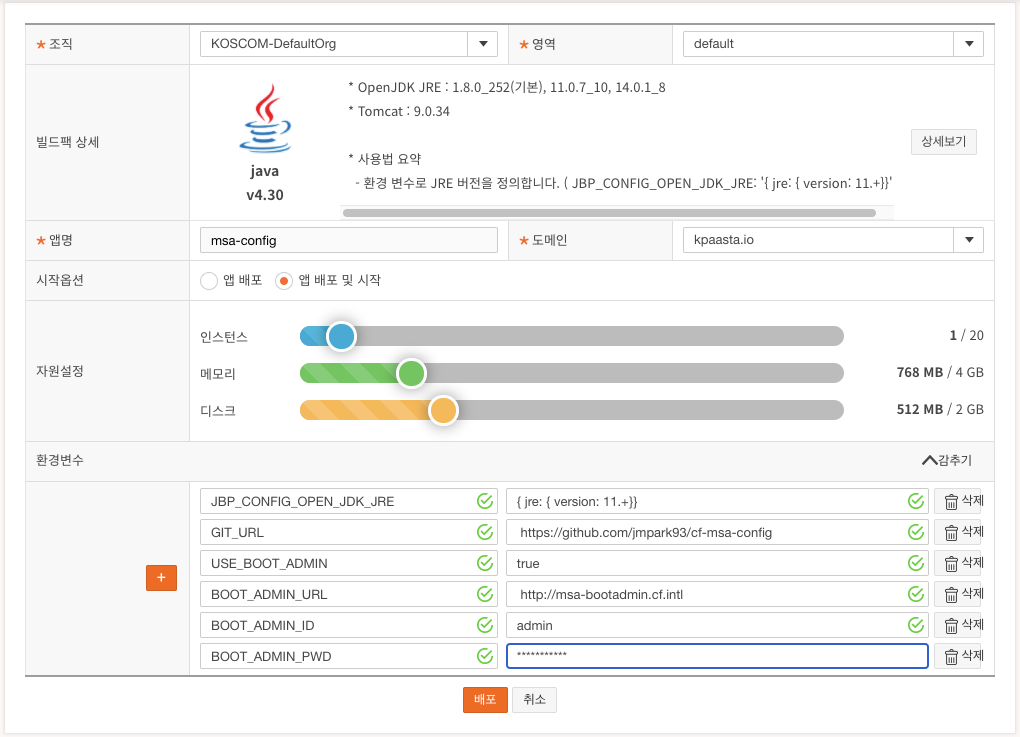 * 조직 KOSCOM-DefaultOrg * 영역 default
빌드팩 상세
java
v4.30
* OpenJDK JRE : 1.8.0_252(기본), 11.0.7_10, 14.0.1_8
* Tomcat : 9.0.34
* 사용법 요약
- 환경 변수로 JRE 버전을 정의합니다. ( JBP_CONFIG_OPEN_JDK_JRE: '{ jre: { version: 11.+}}'
상세보기
* 앱명 msa-config * 도메인 kpaasta.io
시작옵션 앱 배포 앱 배포 및 시작
자원설정
인스턴스 1 / 20
메모리 768 MB / 4 GB
디스크 512 MB / 2 GB
환경변수 감추기
JBP_CONFIG_OPEN_JDK_JRE { jre: { version: 11.+}} 삭제
GIT_URL https://github.com/jmpark93/cf-msa-config 삭제
USE_BOOT_ADMIN true 삭제
+
BOOT_ADMIN_URL http://msa-bootadmin.cf.intl 삭제
BOOT_ADMIN_ID admin 삭제
BOOT_ADMIN_PWD *********** 삭제
배포 취소